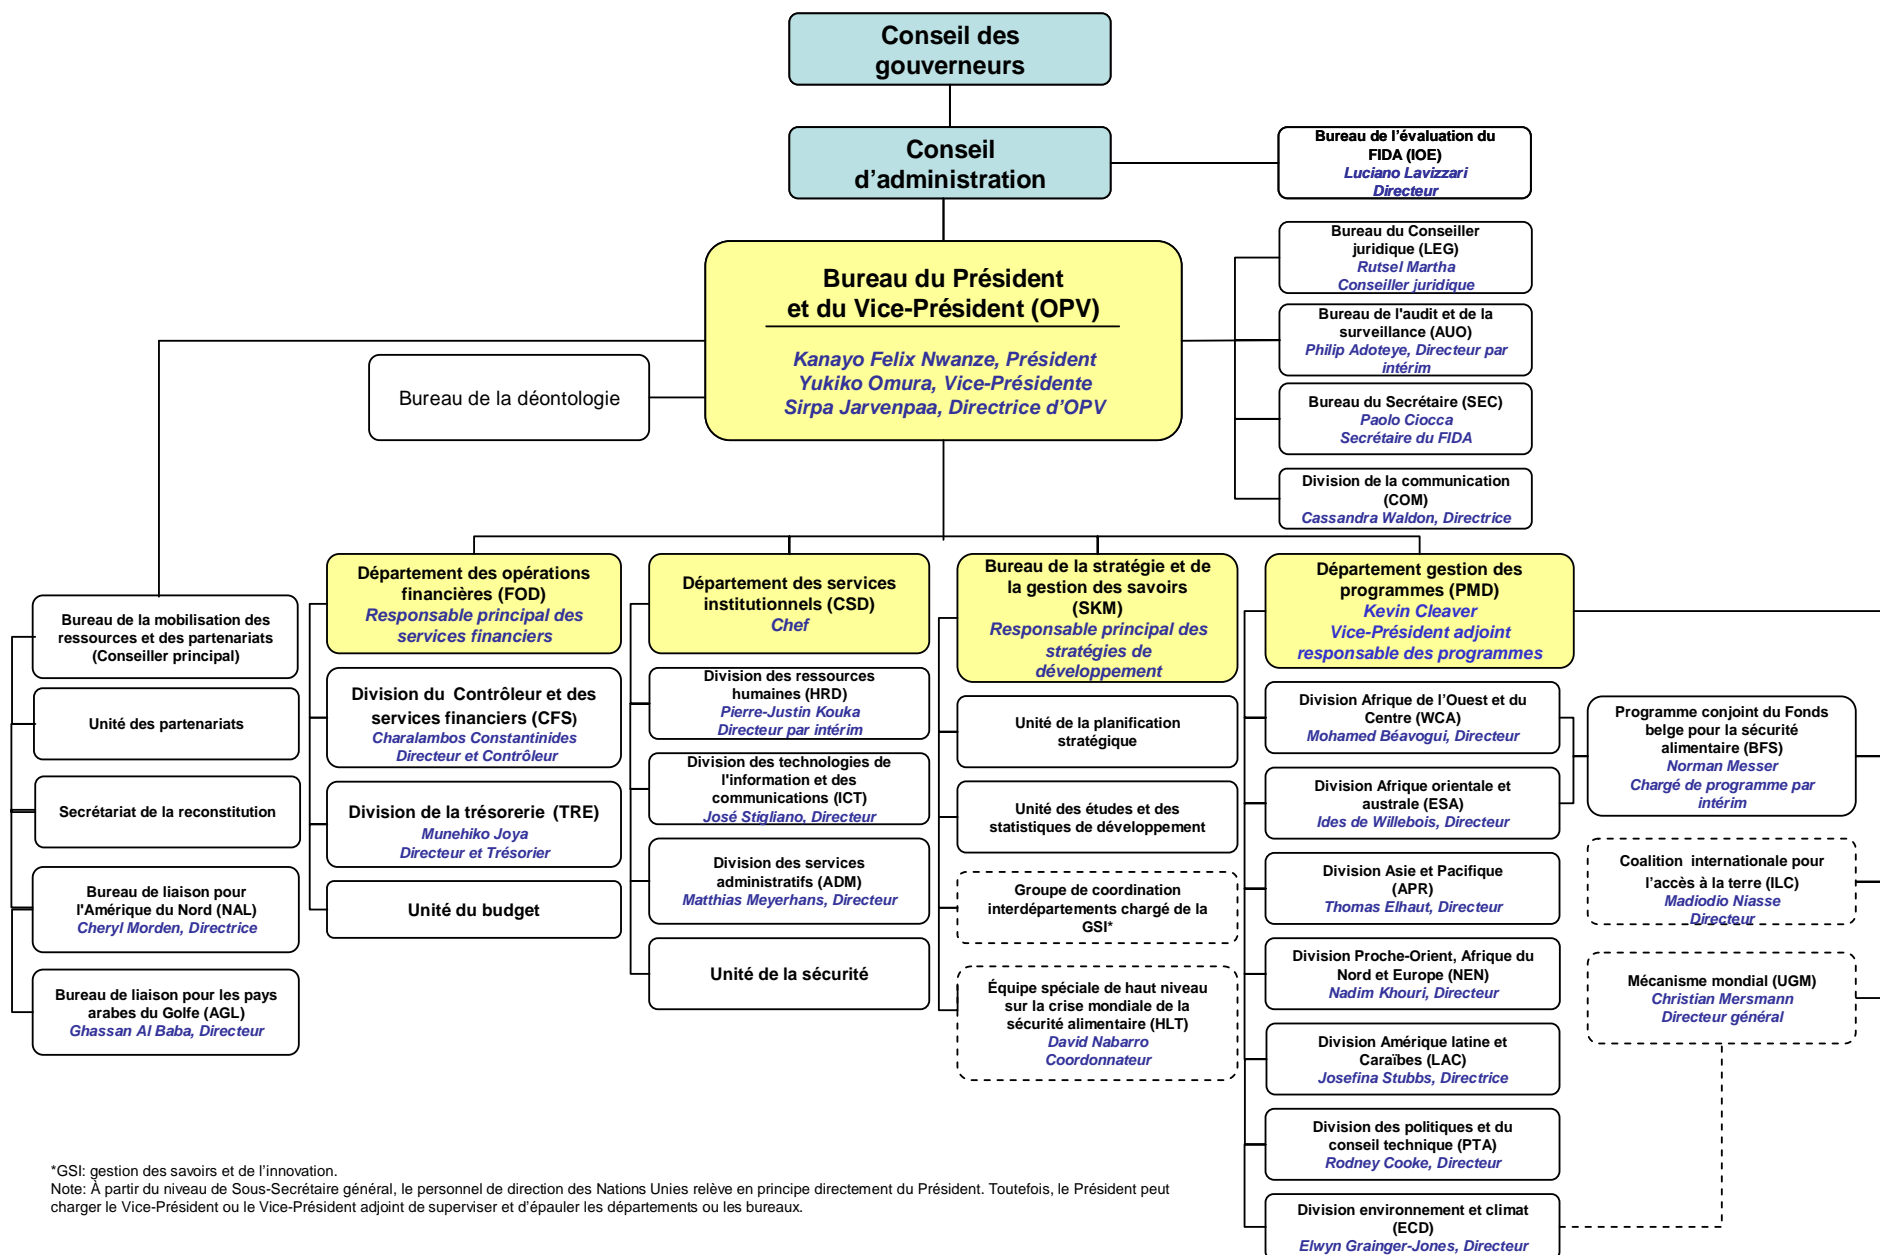 Conseil des
gouverneurs
Conseil
d’administration
Bureau de l’évaluation du
FIDA (IOE)
Luciano Lavizzari
Directeur
Bureau du Président
et du Vice-Président (OPV)
Kanayo Felix Nwanze, Président
Yukiko Omura, Vice-Présidente
Sirpa Jarvenpaa, Directrice d’OPV
Bureau de la déontologie
Bureau du Conseiller
juridique (LEG)
Rutsel Martha
Conseiller juridique
Bureau de l'audit et de la
surveillance (AUO)
Philip Adoteye, Directeur par
intérim
Bureau du Secrétaire (SEC)
Paolo Ciocca
Secrétaire du FIDA
Division de la communication
(COM)
Cassandra Waldon, Directrice
Bureau de la mobilisation des
ressources et des partenariats
(Conseiller principal)
Unité des partenariats
Secrétariat de la reconstitution
Bureau de liaison pour
l'Amérique du Nord (NAL)
Cheryl Morden, Directrice
Bureau de liaison pour les pays
arabes du Golfe (AGL)
Ghassan Al Baba, Directeur
Département des opérations
financières (FOD)
Responsable principal des
services financiers
Division du Contrôleur et des
services financiers (CFS)
Charalambos Constantinides
Directeur et Contrôleur
Division de la trésorerie (TRE)
Munehiko Joya
Directeur et Trésorier
Unité du budget
Département des services
institutionnels (CSD)
Chef
Division des ressources
humaines (HRD)
Pierre-Justin Kouka
Directeur par intérim
Division des technologies de
l'information et des
communications (ICT)
José Stigliano, Directeur
Division des services
administratifs (ADM)
Matthias Meyerhans, Directeur
Unité de la sécurité
Bureau de la stratégie et de
la gestion des savoirs
(SKM)
Responsable principal des
stratégies de
développement
Unité de la planification
stratégique
Unité des études et des
statistiques de développement
Groupe de coordination
interdépartements chargé de la
GSI*
Équipe spéciale de haut niveau
sur la crise mondiale de la
sécurité alimentaire (HLT)
David Nabarro
Coordonnateur
Département gestion des
programmes (PMD)
Kevin Cleaver
Vice-Président adjoint
responsable des programmes
Division Afrique de l’Ouest et du
Centre (WCA)
Mohamed Béavogui, Directeur
Division Afrique orientale et
australe (ESA)
Ides de Willebois, Directeur
Division Asie et Pacifique
(APR)
Thomas Elhaut, Directeur
Division Proche-Orient, Afrique du
Nord et Europe (NEN)
Nadim Khouri, Directeur
Division Amérique latine et
Caraïbes (LAC)
Josefina Stubbs, Directrice
Division des politiques et du
conseil technique (PTA)
Rodney Cooke, Directeur
Division environnement et climat
(ECD)
Elwyn Grainger-Jones, Directeur
Programme conjoint du Fonds
belge pour la sécurité
alimentaire (BFS)
Norman Messer
Chargé de programme par
intérim
Coalition internationale pour
l’accès à la terre (ILC)
Madiodio Niasse
Directeur
Mécanisme mondial (UGM)
Christian Mersmann
Directeur général
*GSI: gestion des savoirs et de l’innovation.
Note: À partir du niveau de Sous-Secrétaire général, le personnel de direction des Nations Unies relève en principe directement du Président. Toutefois, le Président peut
charger le Vice-Président ou le Vice-Président adjoint de superviser et d’épauler les départements ou les bureaux.